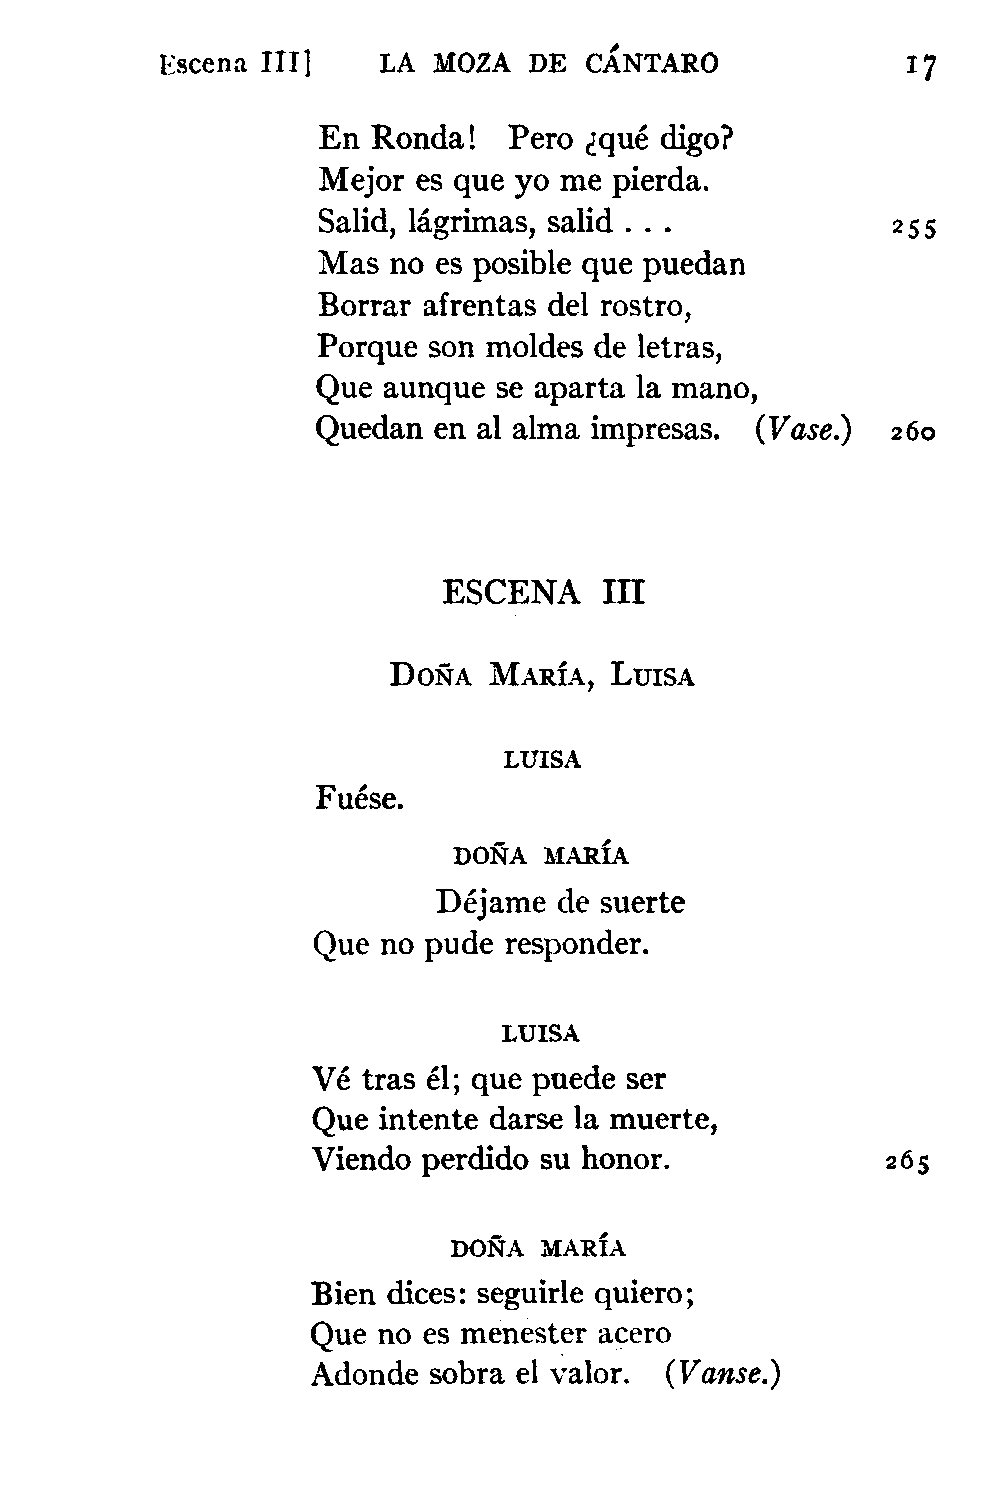 Escena III] LA MOZA DE CÁNTARO 17
En Ronda! Pero ¿qué digo?
Mejor es que yo me pierda.
Salid, lágrimas, salid . . . 255
Mas no es posible que puedan
Borrar afrentas del rostro,
Porque son moldes de letras,
Que aunque se aparta la mano,
Quedan en al alma impresas. (Vase.) 260
ESCENA III
DOÑA MARÍA, LUISA
LUISA
Fuése.
DOÑA MARÍA
Déjame de suerte
Que no pude responder.
LUISA
Vé tras él; que puede ser
Que intente darse la muerte,
Viendo perdido su honor. 265
DOÑA MARÍA
Bien dices: seguirle quiero;
Que no es menester acero
Adonde sobra el valor. (Vanse.)